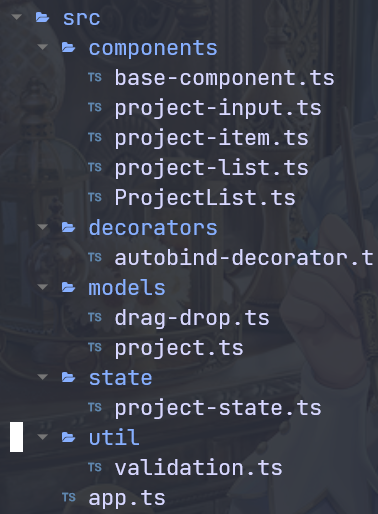 src
components
TS base-component.ts
TS project-input.ts
TS project-item.ts
TS project-list.ts
TS ProjectList.ts
decorators
TS autobind-decorator.t
models
TS drag-drop.ts
TS project.ts
state
TS project-state.ts
util
TS validation.ts
TS app.ts